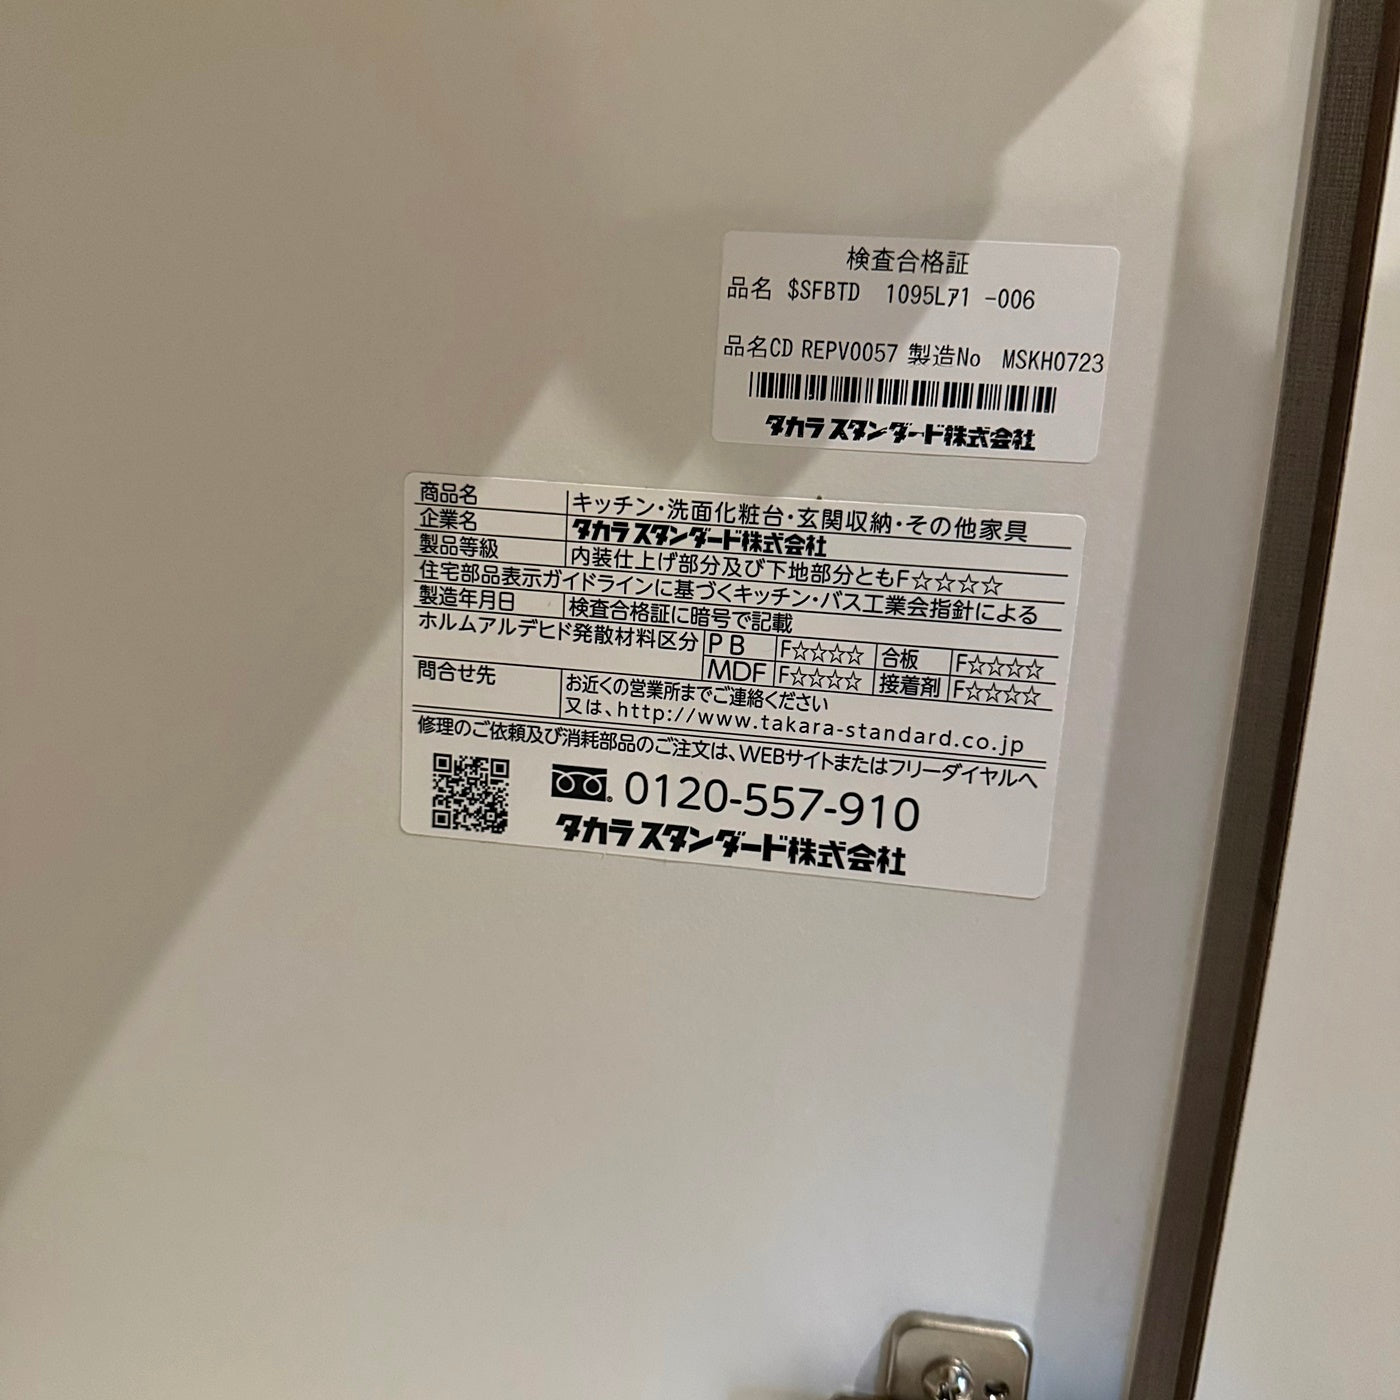 検査合格証
品名 $SFBTD 1095Lｱ1 -006
品名CD REPV0057 製造No MSKH0723
タカラスタンダード株式会社
商品名 キッチン・洗面化粧台・玄関収納・その他家具
企業名 タカラスタンダード株式会社
製品等級 内装仕上げ部分及び下地部分ともF☆☆☆☆
住宅部品表示ガイドラインに基づくキッチン・バス工業会指針による
製造年月日 検査合格証に暗号で記載
ホルムアルデヒド発散材料区分 PB F☆☆☆☆ 合板 F☆☆☆☆
MDF F☆☆☆☆ 接着剤 F☆☆☆☆
問合せ先 お近くの営業所までご連絡ください
又は、http://www.takara-standard.co.jp
修理のご依頼及び消耗部品のご注文は、WEBサイトまたはフリーダイヤルへ
0120-557-910
タカラスタンダード株式会社